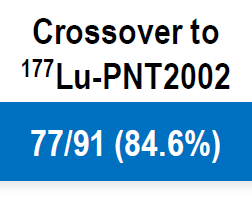 Crossover to
¹⁷⁷Lu-PNT2002
77/91 (84.6%)